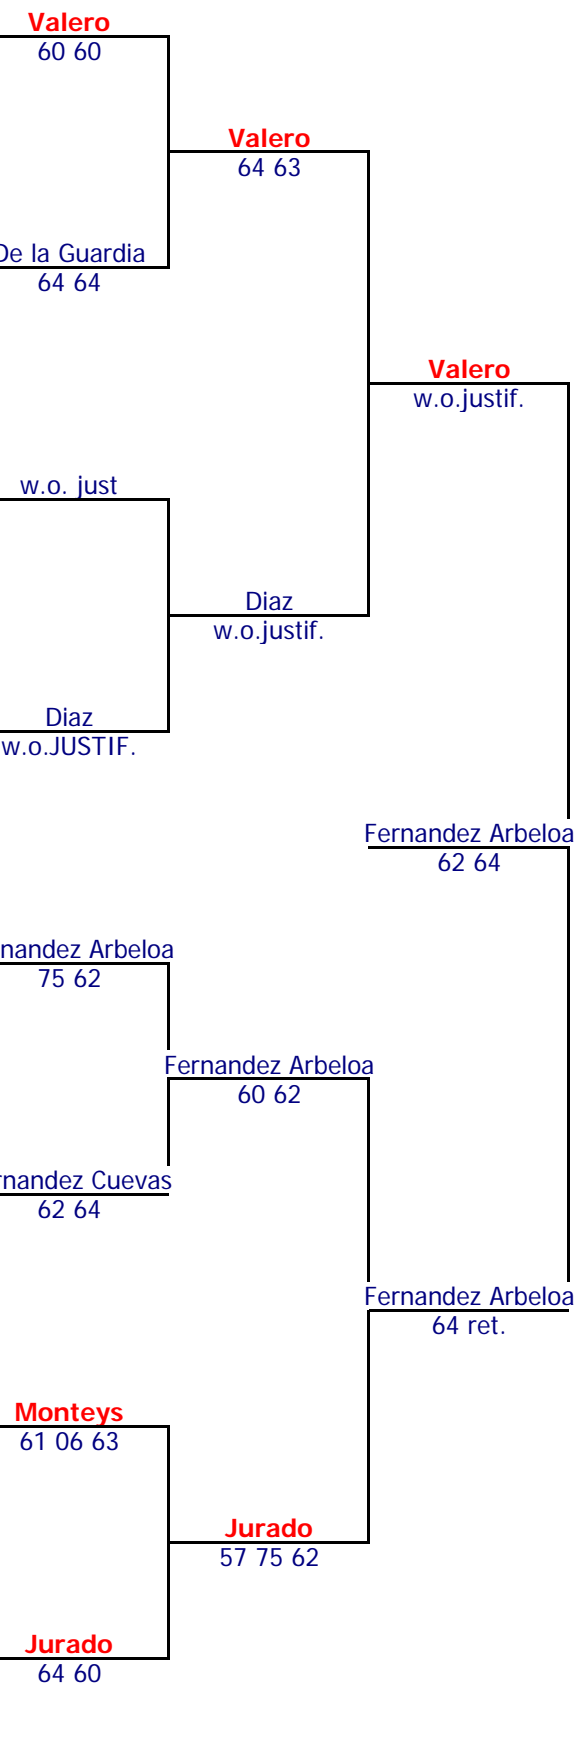 Valero
60 60
Valero
64 63
De la Guardia
64 64
Valero
w.o.justif.
w.o. just
Diaz
w.o.justif.
Diaz
w.o.JUSTIF.
Fernandez Arbeloa
62 64
nandez Arbeloa
75 62
Fernandez Arbeloa
60 62
rnandez Cuevas
62 64
Fernandez Arbeloa
64 ret.
Monteys
61 06 63
Jurado
57 75 62
Jurado
64 60